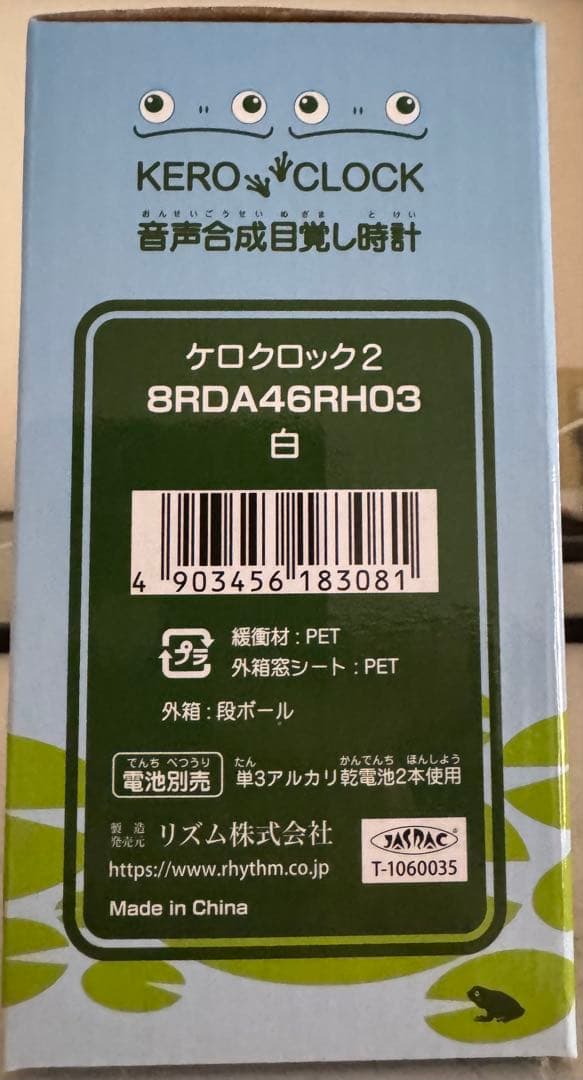 KERO CLOCK
おんせいごうせい めざま とけい
音声合成目覚し時計
ケロクロック2
8RDA46RH03
白
4 903456 183081
プラ
緩衝材:PET
外箱窓シート:PET
外箱:段ボール
でんち べつうり たん かんでんち ほんしよう
電池別売 単3アルカリ乾電池2本使用
製造
発売元 リズム株式会社
JASRAC
®
https://www.rhythm.co.jp
T-1060035
Made in China